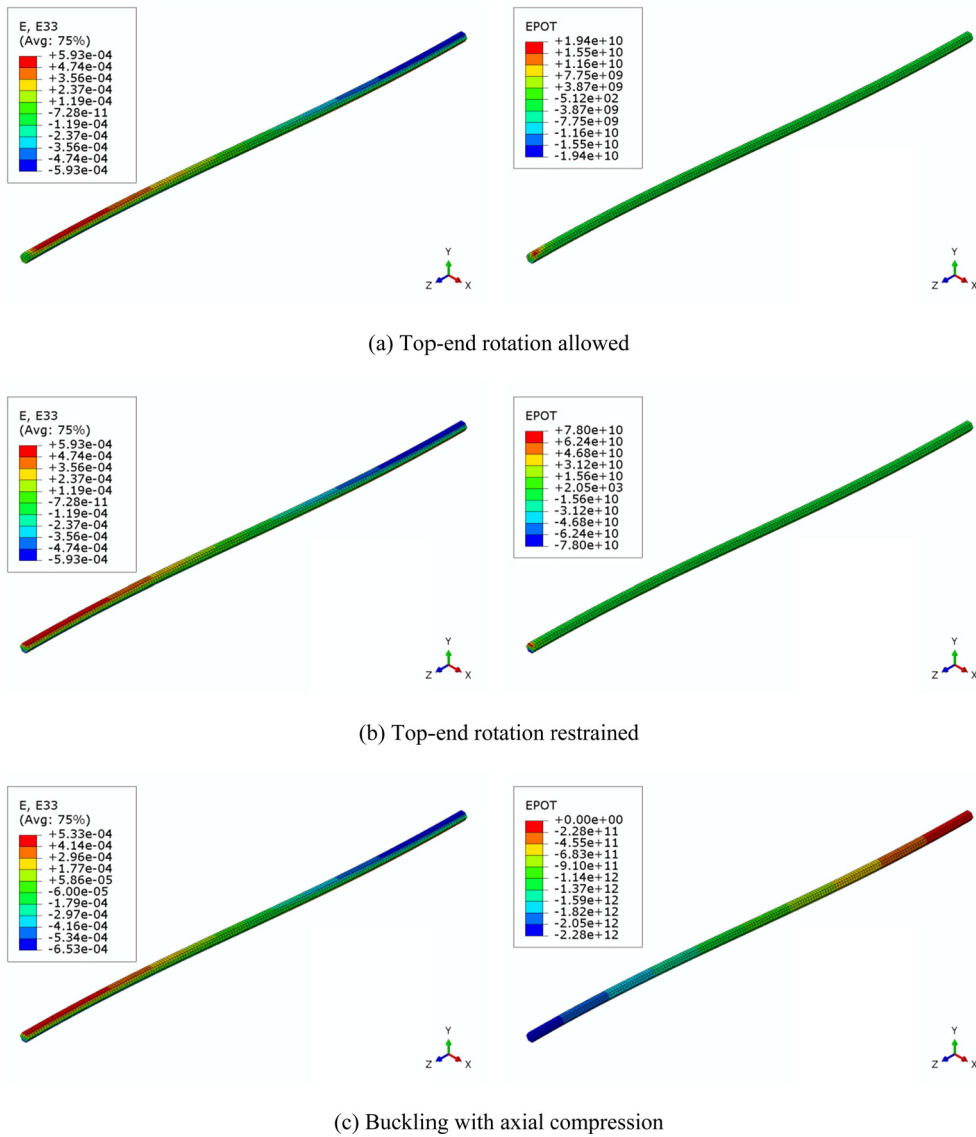 E, E33
(Avg: 75%)
+5.93e-04
+4.74e-04
+3.56e-04
+2.37e-04
+1.19e-04
-7.28e-11
-1.19e-04
-2.37e-04
-3.56e-04
-4.74e-04
-5.93e-04
Y
Z X
EPOT
+1.94e+10
+1.55e+10
+1.16e+10
+7.75e+09
+3.87e+09
-5.12e+02
-3.87e+09
-7.75e+09
-1.16e+10
-1.55e+10
-1.94e+10
Y
Z X
(a) Top-end rotation allowed
E, E33
(Avg: 75%)
+5.93e-04
+4.74e-04
+3.56e-04
+2.37e-04
+1.19e-04
-7.28e-11
-1.19e-04
-2.37e-04
-3.56e-04
-4.74e-04
-5.93e-04
Y
Z X
EPOT
+7.80e+10
+6.24e+10
+4.68e+10
+3.12e+10
+1.56e+10
+2.05e+03
-1.56e+10
-3.12e+10
-4.68e+10
-6.24e+10
-7.80e+10
Y
Z X
(b) Top-end rotation restrained
E, E33
(Avg: 75%)
+5.33e-04
+4.14e-04
+2.96e-04
+1.77e-04
+5.86e-05
-6.00e-05
-1.79e-04
-2.97e-04
-4.16e-04
-5.34e-04
-6.53e-04
Y
Z X
EPOT
+0.00e+00
-2.28e+11
-4.55e+11
-6.83e+11
-9.10e+11
-1.14e+12
-1.37e+12
-1.59e+12
-1.82e+12
-2.05e+12
-2.28e+12
Y
Z X
(c) Buckling with axial compression